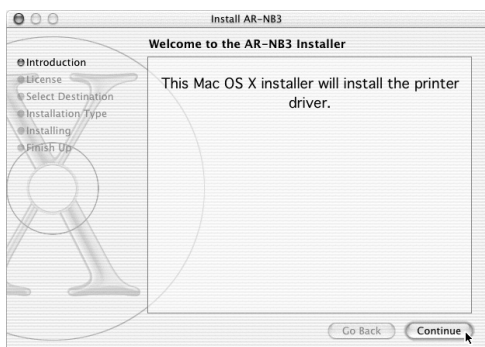 Install AR-NB3
Welcome to the AR-NB3 Installer
Introduction
License
Select Destination
Installation Type
Installing
Finish Up
This Mac OS X installer will install the printer
driver.
Go Back
Continue